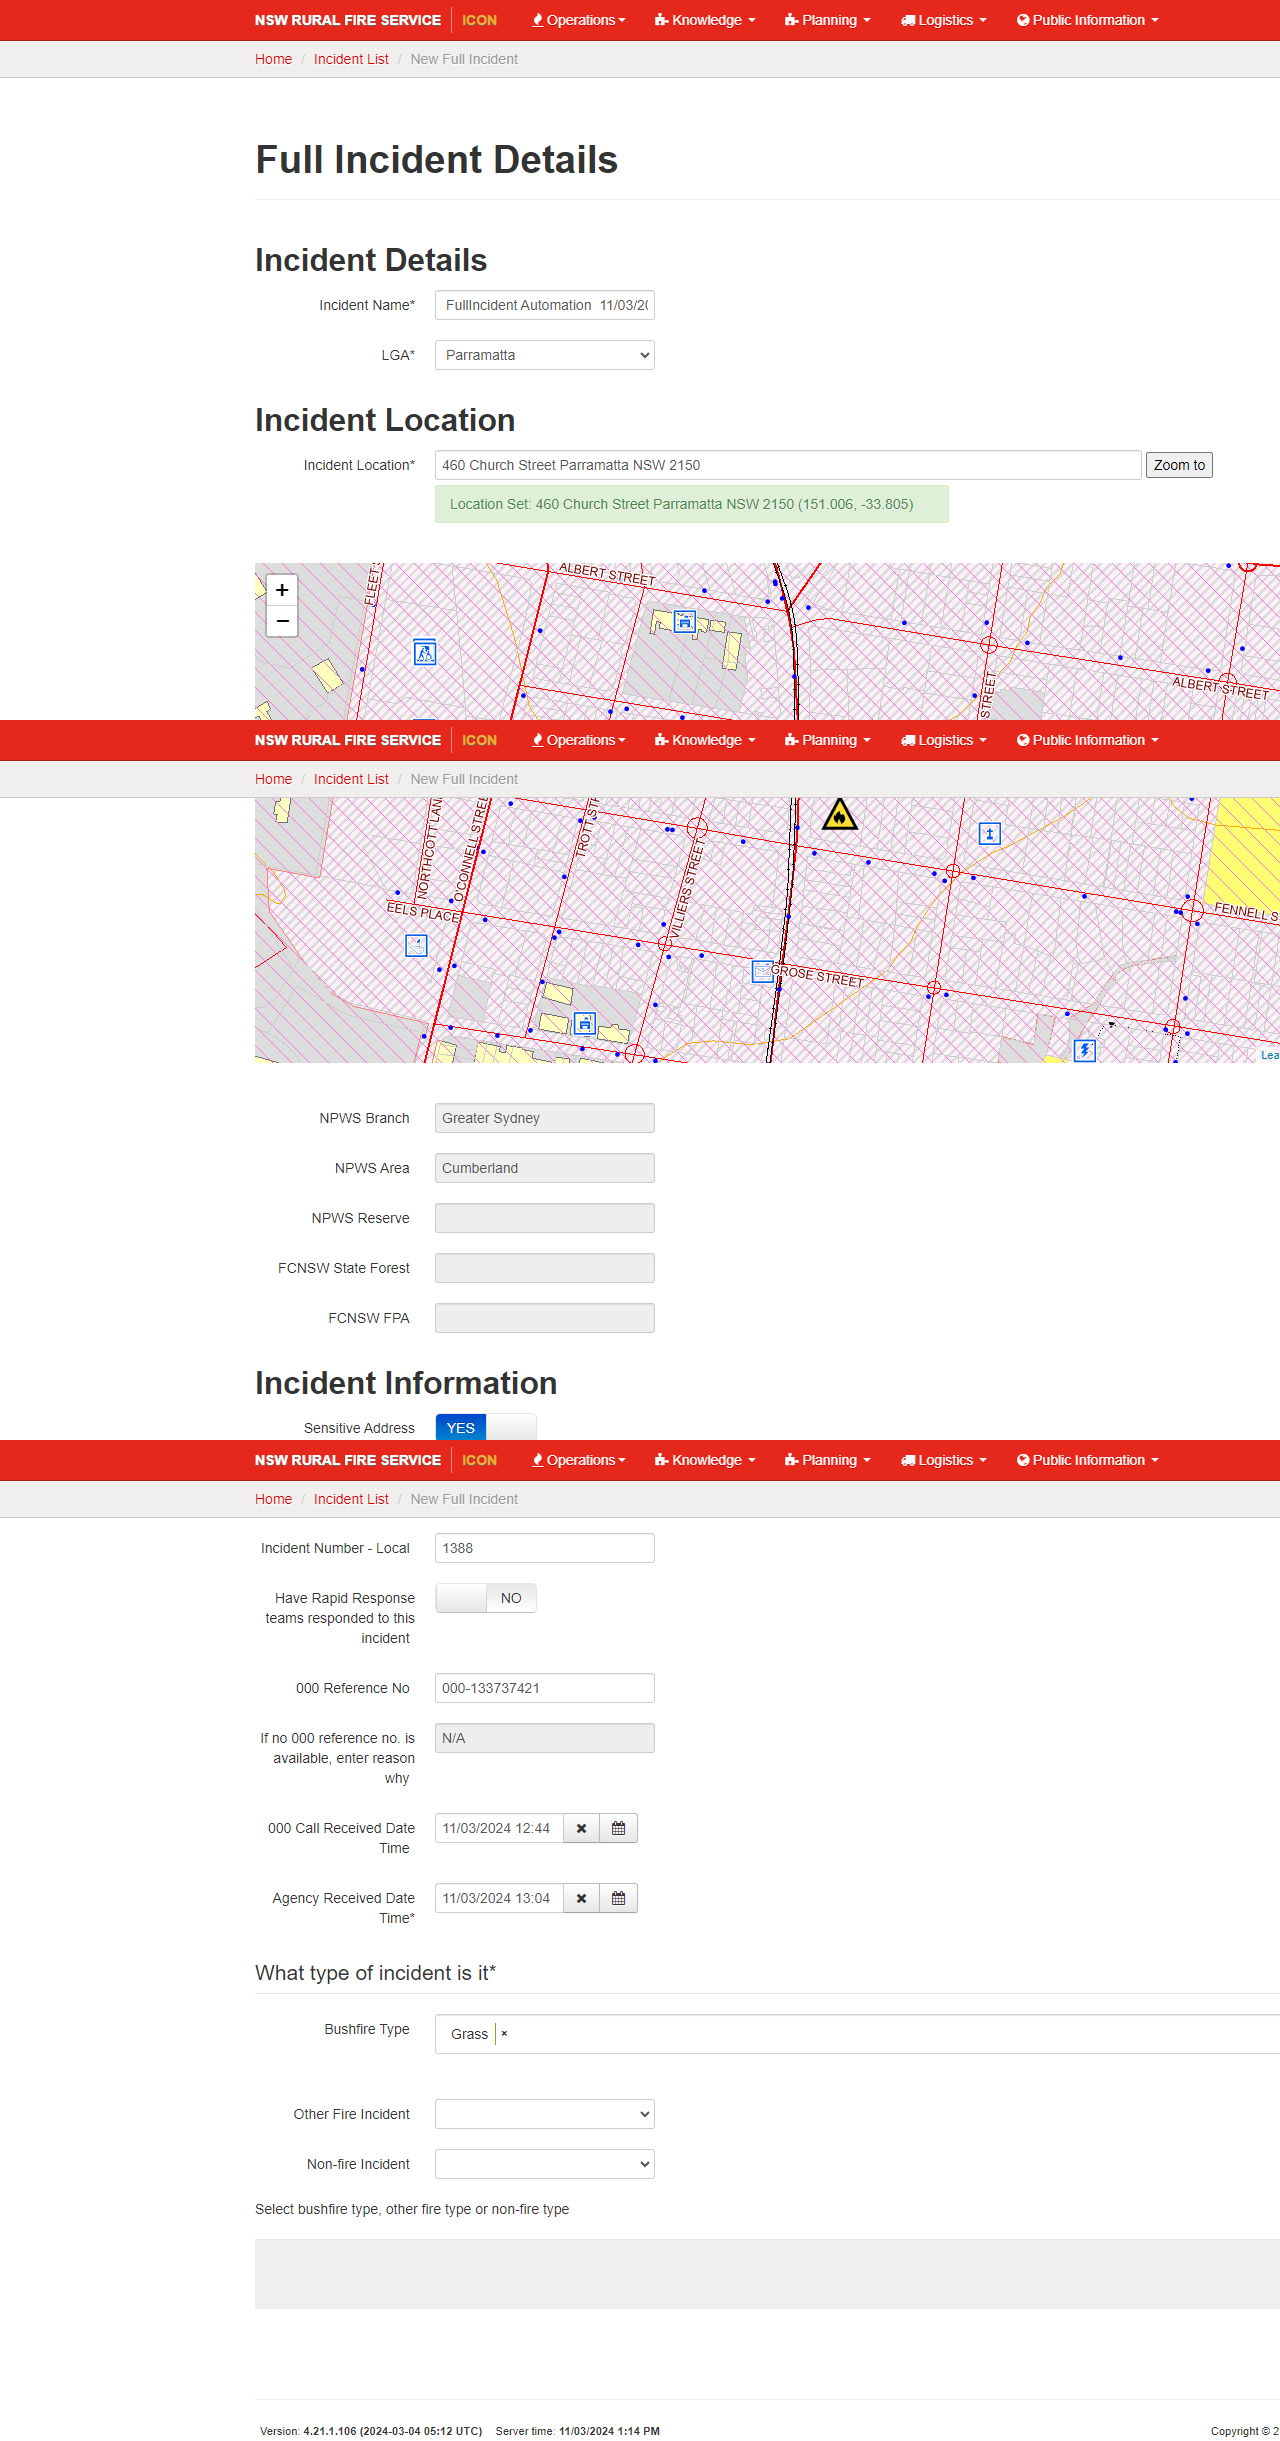 NSW RURAL FIRE SERVICE ICON Operations Knowledge Planning Logistics Public Information
Home / Incident List / New Full Incident
Full Incident Details
Incident Details
Incident Name* FullIncident Automation 11/03/20
LGA* Parramatta
Incident Location
Incident Location* 460 Church Street Parramatta NSW 2150 Zoom to
Location Set: 460 Church Street Parramatta NSW 2150 (151.006, -33.805)
+
−
FLEET
ALBERT STREET
STREET
ALBERT STREET
NSW RURAL FIRE SERVICE ICON Operations Knowledge Planning Logistics Public Information
Home / Incident List / New Full Incident
NORTHCOTT LAN
O'CONNELL STREE
TROTT ST
VILLIERS STREET
EELS PLACE
FENNELL S
GROSE STREET
Lea
NPWS Branch Greater Sydney
NPWS Area Cumberland
NPWS Reserve
FCNSW State Forest
FCNSW FPA
Incident Information
Sensitive Address YES
NSW RURAL FIRE SERVICE ICON Operations Knowledge Planning Logistics Public Information
Home / Incident List / New Full Incident
Incident Number - Local 1388
Have Rapid Response NO
teams responded to this
incident
000 Reference No 000-133737421
If no 000 reference no. is N/A
available, enter reason
why
000 Call Received Date 11/03/2024 12:44
Time
Agency Received Date 11/03/2024 13:04
Time*
What type of incident is it*
Bushfire Type Grass ×
Other Fire Incident
Non-fire Incident
Select bushfire type, other fire type or non-fire type
Version: 4.21.1.106 (2024-03-04 05:12 UTC) Server time: 11/03/2024 1:14 PM Copyright © 2